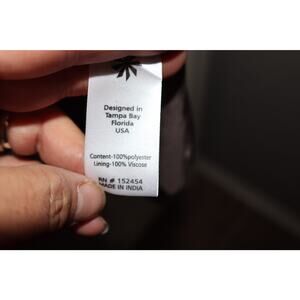 Designed in
Tampa Bay
Florida
USA
Content-100%polyester
Lining-100% Viscose
RN # 152454
MADE IN INDIA